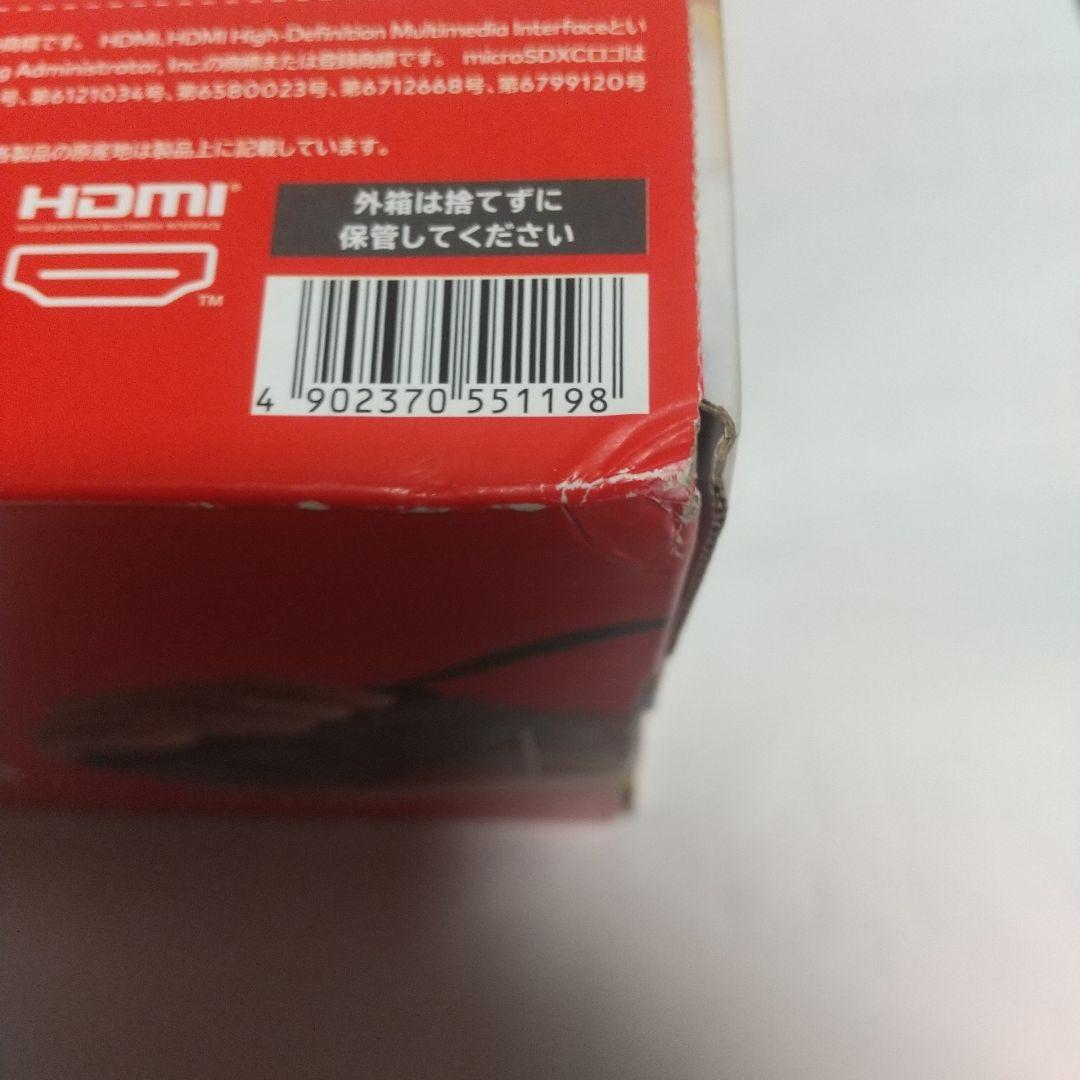 商標です。 HDMI、HDMI High-Definition Multimedia Interfaceとい
g Administrator, Inc.の商標または登録商標です。 microSDXCロゴは
号、第6121034号、第6580023号、第6712668号、第6799120号
各製品の原産地は製品上に記載しています。
HDMI
HIGH-DEFINITION MULTIMEDIA INTERFACE
TM
外箱は捨てずに
保管してください
4 902370 551198